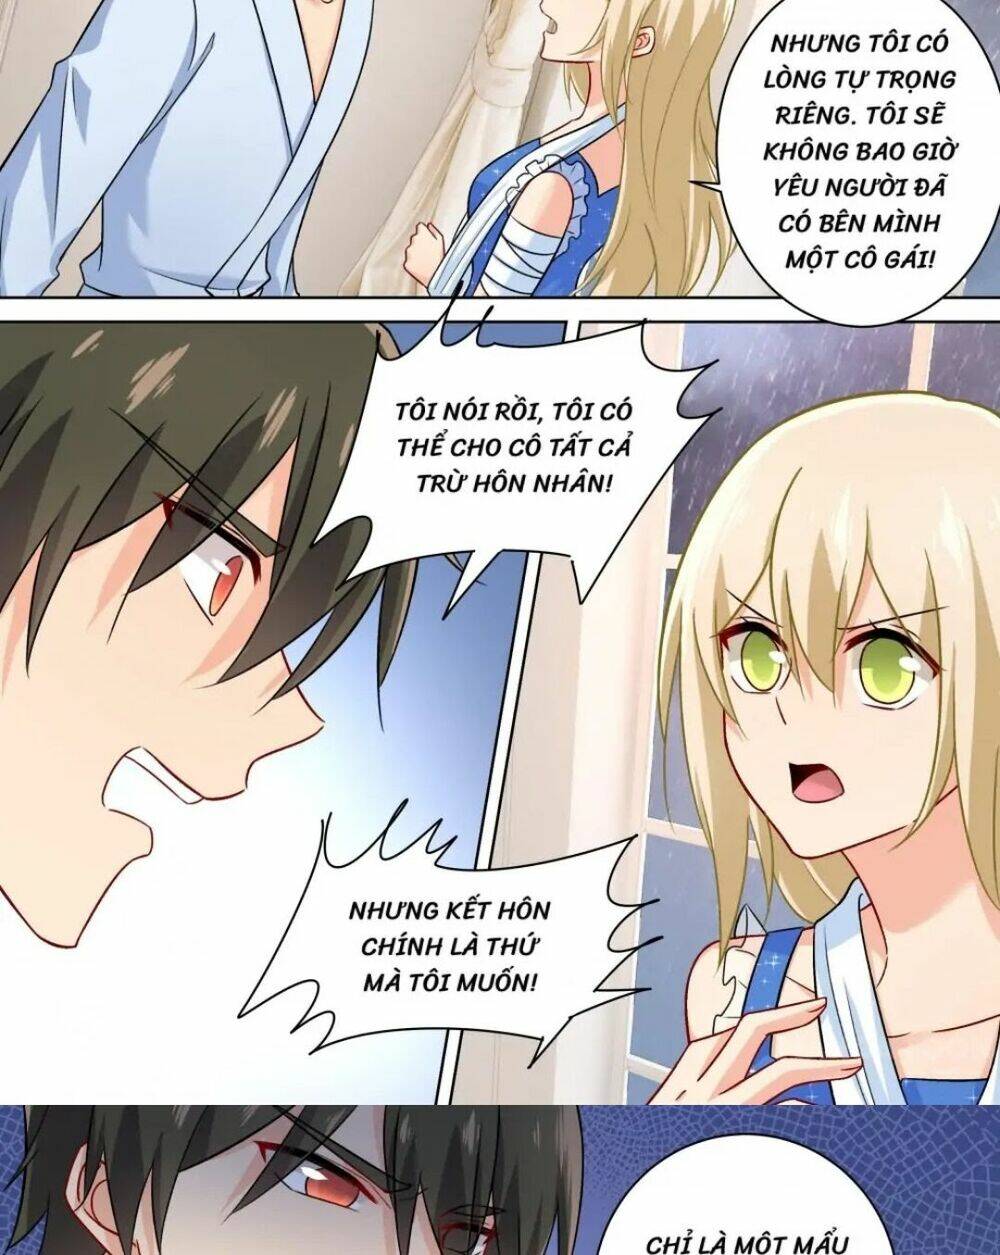 NHƯNG TÔI CÓ
LÒNG TỰ TRỌNG
RIÊNG. TÔI SẼ
KHÔNG BAO GIỜ
YÊU NGƯỜI ĐÃ
CÓ BÊN MÌNH
MỘT CÔ GÁI!
TÔI NÓI RỒI, TÔI CÓ
THỂ CHO CÔ TẤT CẢ
TRỪ HÔN NHÂN!
NHƯNG KẾT HÔN
CHÍNH LÀ THỨ
MÀ TÔI MUỐN!
CHỈ LÀ MỘT MẨU